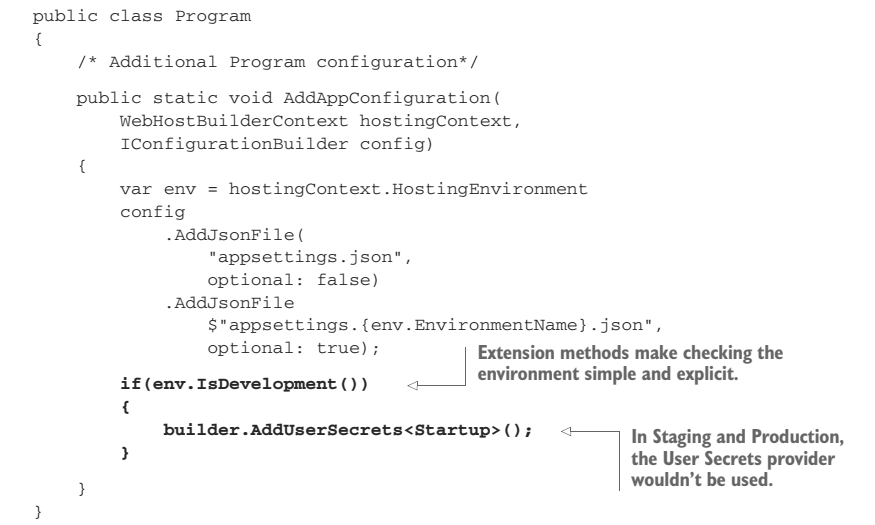 public class Program
{
    /* Additional Program configuration*/
    public static void AddAppConfiguration(
        WebHostBuilderContext hostingContext,
        IConfigurationBuilder config)
    {
        var env = hostingContext.HostingEnvironment
        config
            .AddJsonFile(
                "appsettings.json",
                optional: false)
            .AddJsonFile
                $"appsettings.{env.EnvironmentName}.json",
                optional: true);
Extension methods make checking the
environment simple and explicit.
        if(env.IsDevelopment())
        {
            builder.AddUserSecrets<Startup>();
In Staging and Production,
the User Secrets provider
wouldn't be used.
        }
    }
}